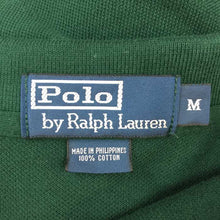 Polo
by Ralph Lauren
M
MADE IN PHILIPPINES
100% COTTON